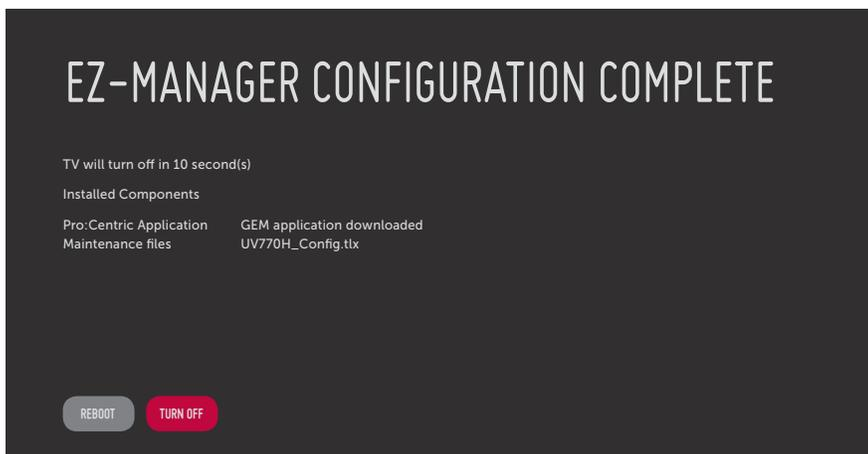 EZ-MANAGER CONFIGURATION COMPLETE
TV will turn off in 10 second(s)
Installed Components
Pro:Centric Application GEM application downloaded
Maintenance files UV770H_Config.tlx
REBOOT TURN OFF